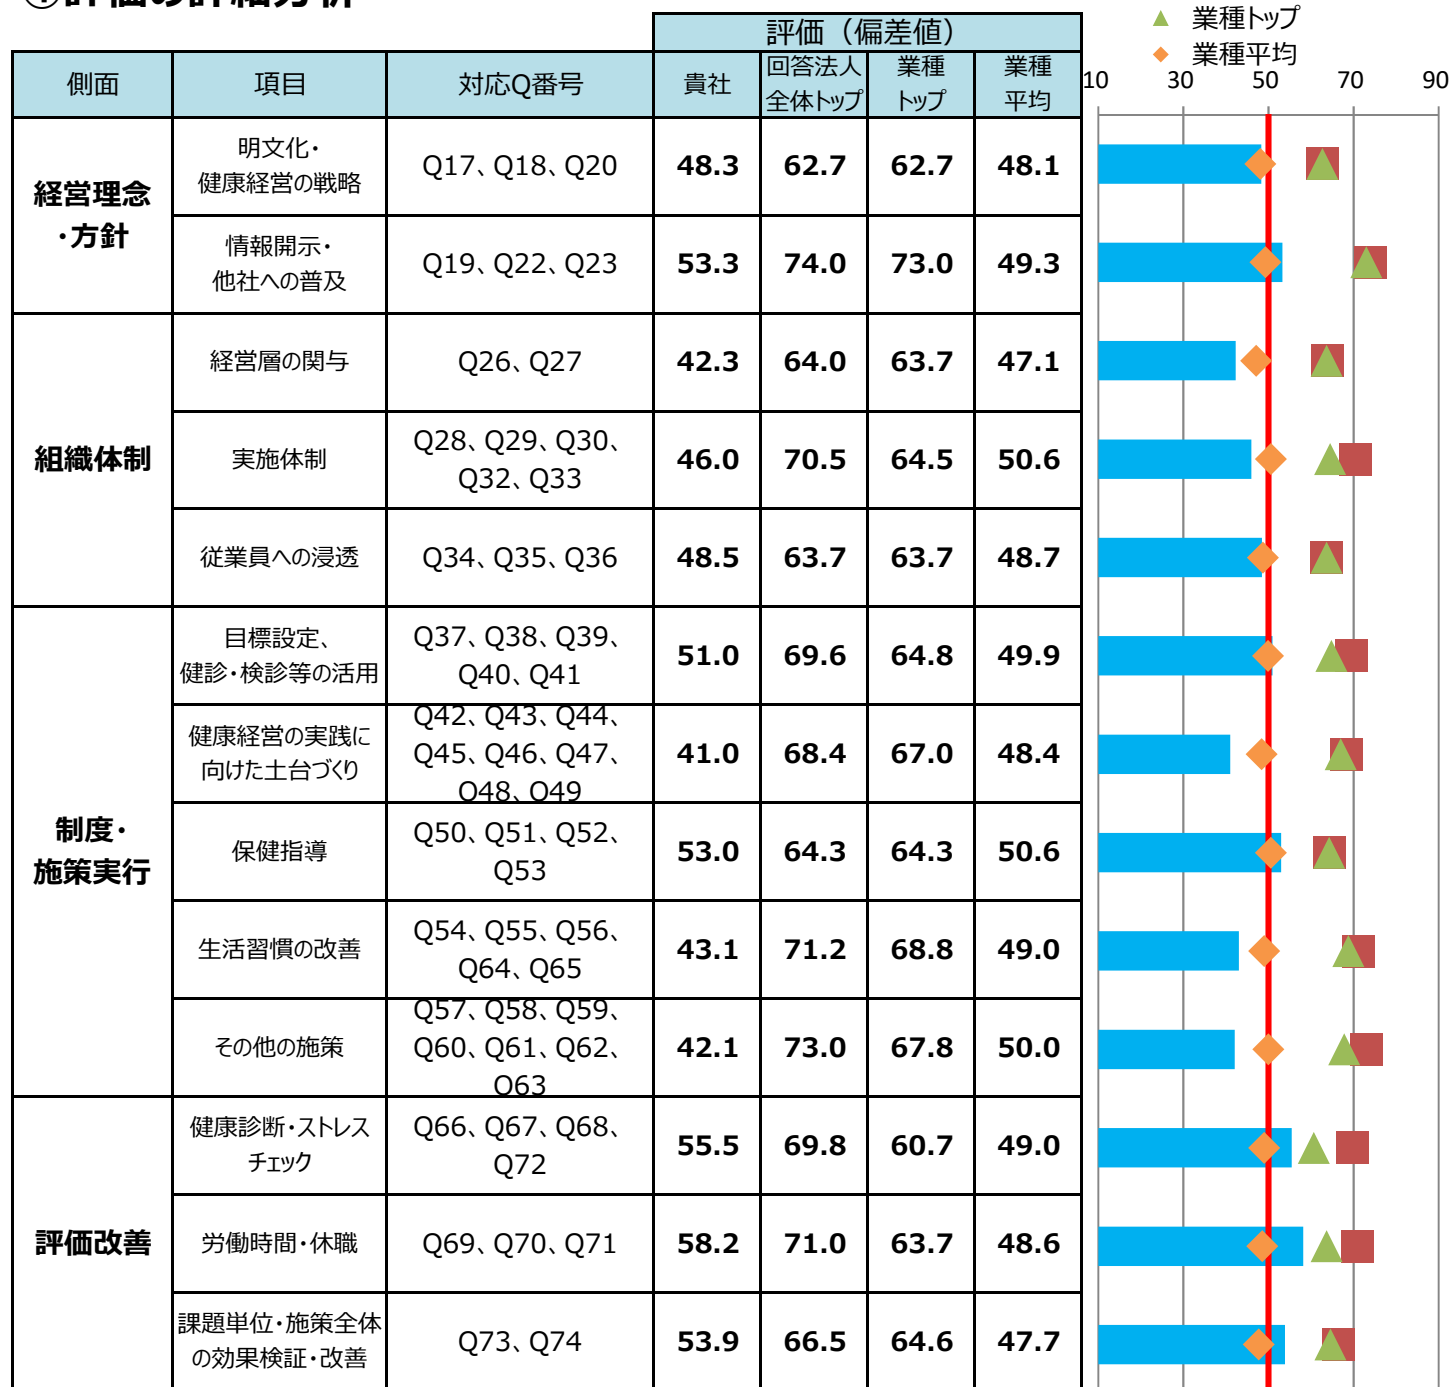 ①評価の詳細分析
▲ 業種トップ
◆ 業種平均
評価（偏差値）
側面 項目 対応Q番号 貴社 回答法人 業種 業種
全体トップ トップ 平均
10 30 50 70 90
経営理念
・方針
明文化・
健康経営の戦略
Q17、Q18、Q20 48.3 62.7 62.7 48.1
情報開示・
他社への普及
Q19、Q22、Q23 53.3 74.0 73.0 49.3
組織体制
経営層の関与 Q26、Q27 42.3 64.0 63.7 47.1
実施体制
Q28、Q29、Q30、
Q32、Q33
46.0 70.5 64.5 50.6
従業員への浸透 Q34、Q35、Q36 48.5 63.7 63.7 48.7
制度・
施策実行
目標設定、
健診・検診等の活用
Q37、Q38、Q39、
Q40、Q41
51.0 69.6 64.8 49.9
健康経営の実践に
向けた土台づくり
Q42、Q43、Q44、
Q45、Q46、Q47、
Q48、Q49
41.0 68.4 67.0 48.4
保健指導
Q50、Q51、Q52、
Q53
53.0 64.3 64.3 50.6
生活習慣の改善
Q54、Q55、Q56、
Q64、Q65
43.1 71.2 68.8 49.0
その他の施策
Q57、Q58、Q59、
Q60、Q61、Q62、
Q63
42.1 73.0 67.8 50.0
評価改善
健康診断・ストレス
チェック
Q66、Q67、Q68、
Q72
55.5 69.8 60.7 49.0
労働時間・休職 Q69、Q70、Q71 58.2 71.0 63.7 48.6
課題単位・施策全体
の効果検証・改善
Q73、Q74 53.9 66.5 64.6 47.7